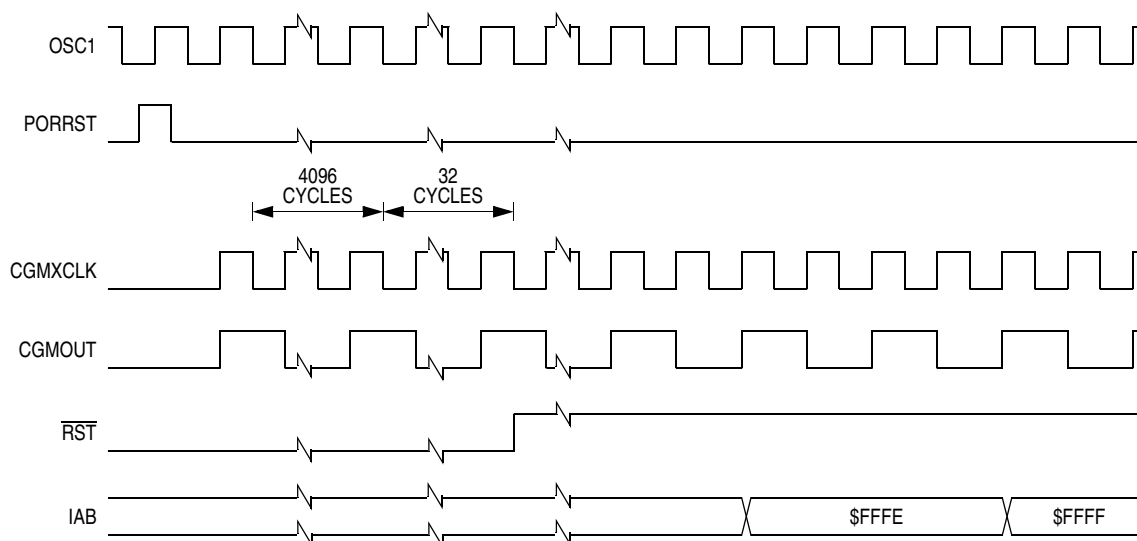 OSC1
PORRST
4096
CYCLES
32
CYCLES
CGMXCLK
CGMOUT
RST
IAB
$FFFE
$FFFF